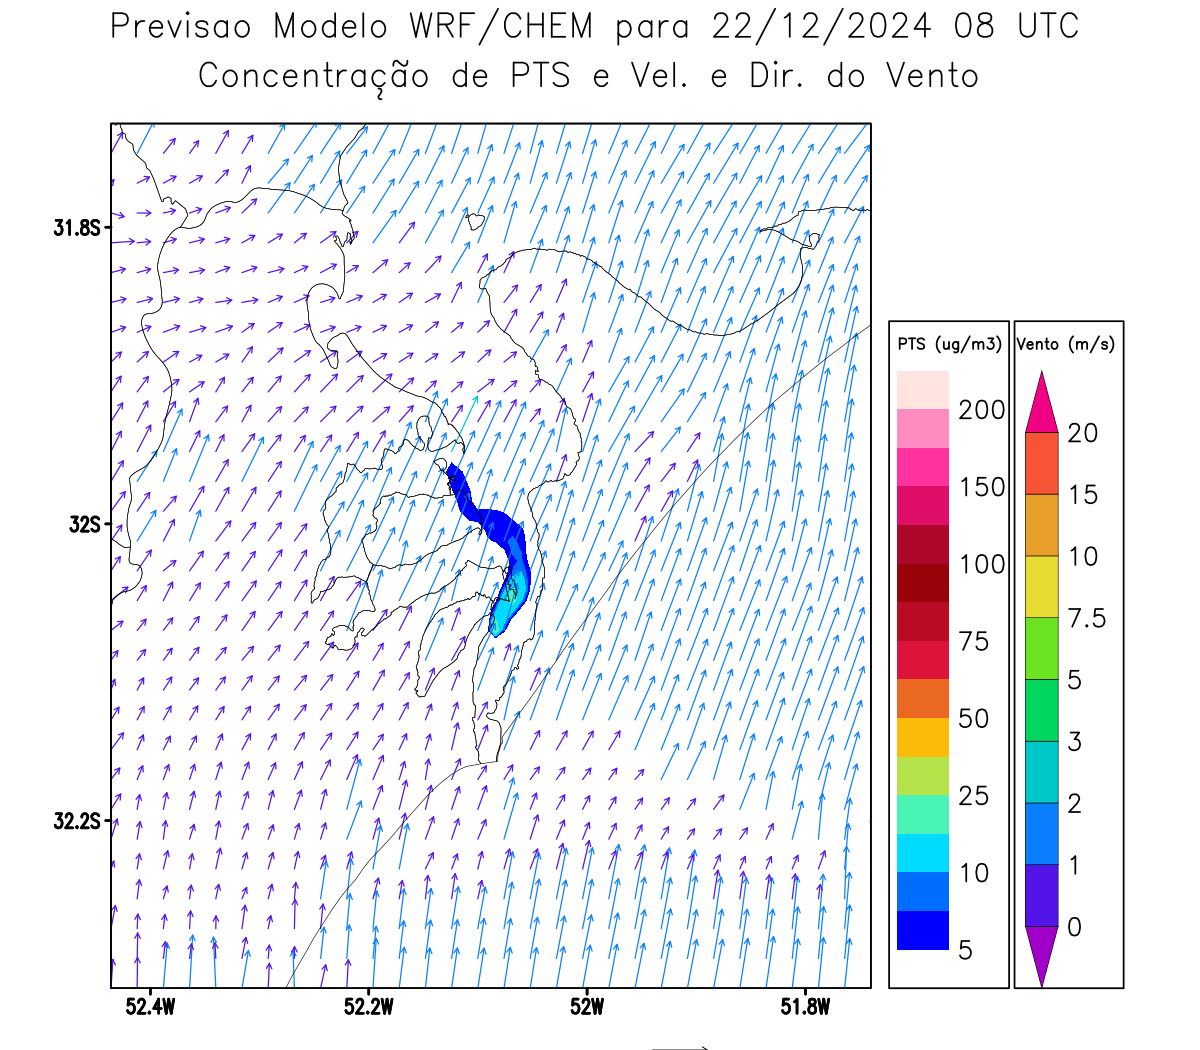 Previsao Modelo WRF/CHEM para 22/12/2024 08 UTC
Concentração de PTS e Vel. e Dir. do Vento
31.8S
32S
32.2S
52.4W
52.2W
52W
51.8W
PTS (ug/m3)
200
150
100
75
50
25
10
5
Vento (m/s)
20
15
10
7.5
5
3
2
1
0